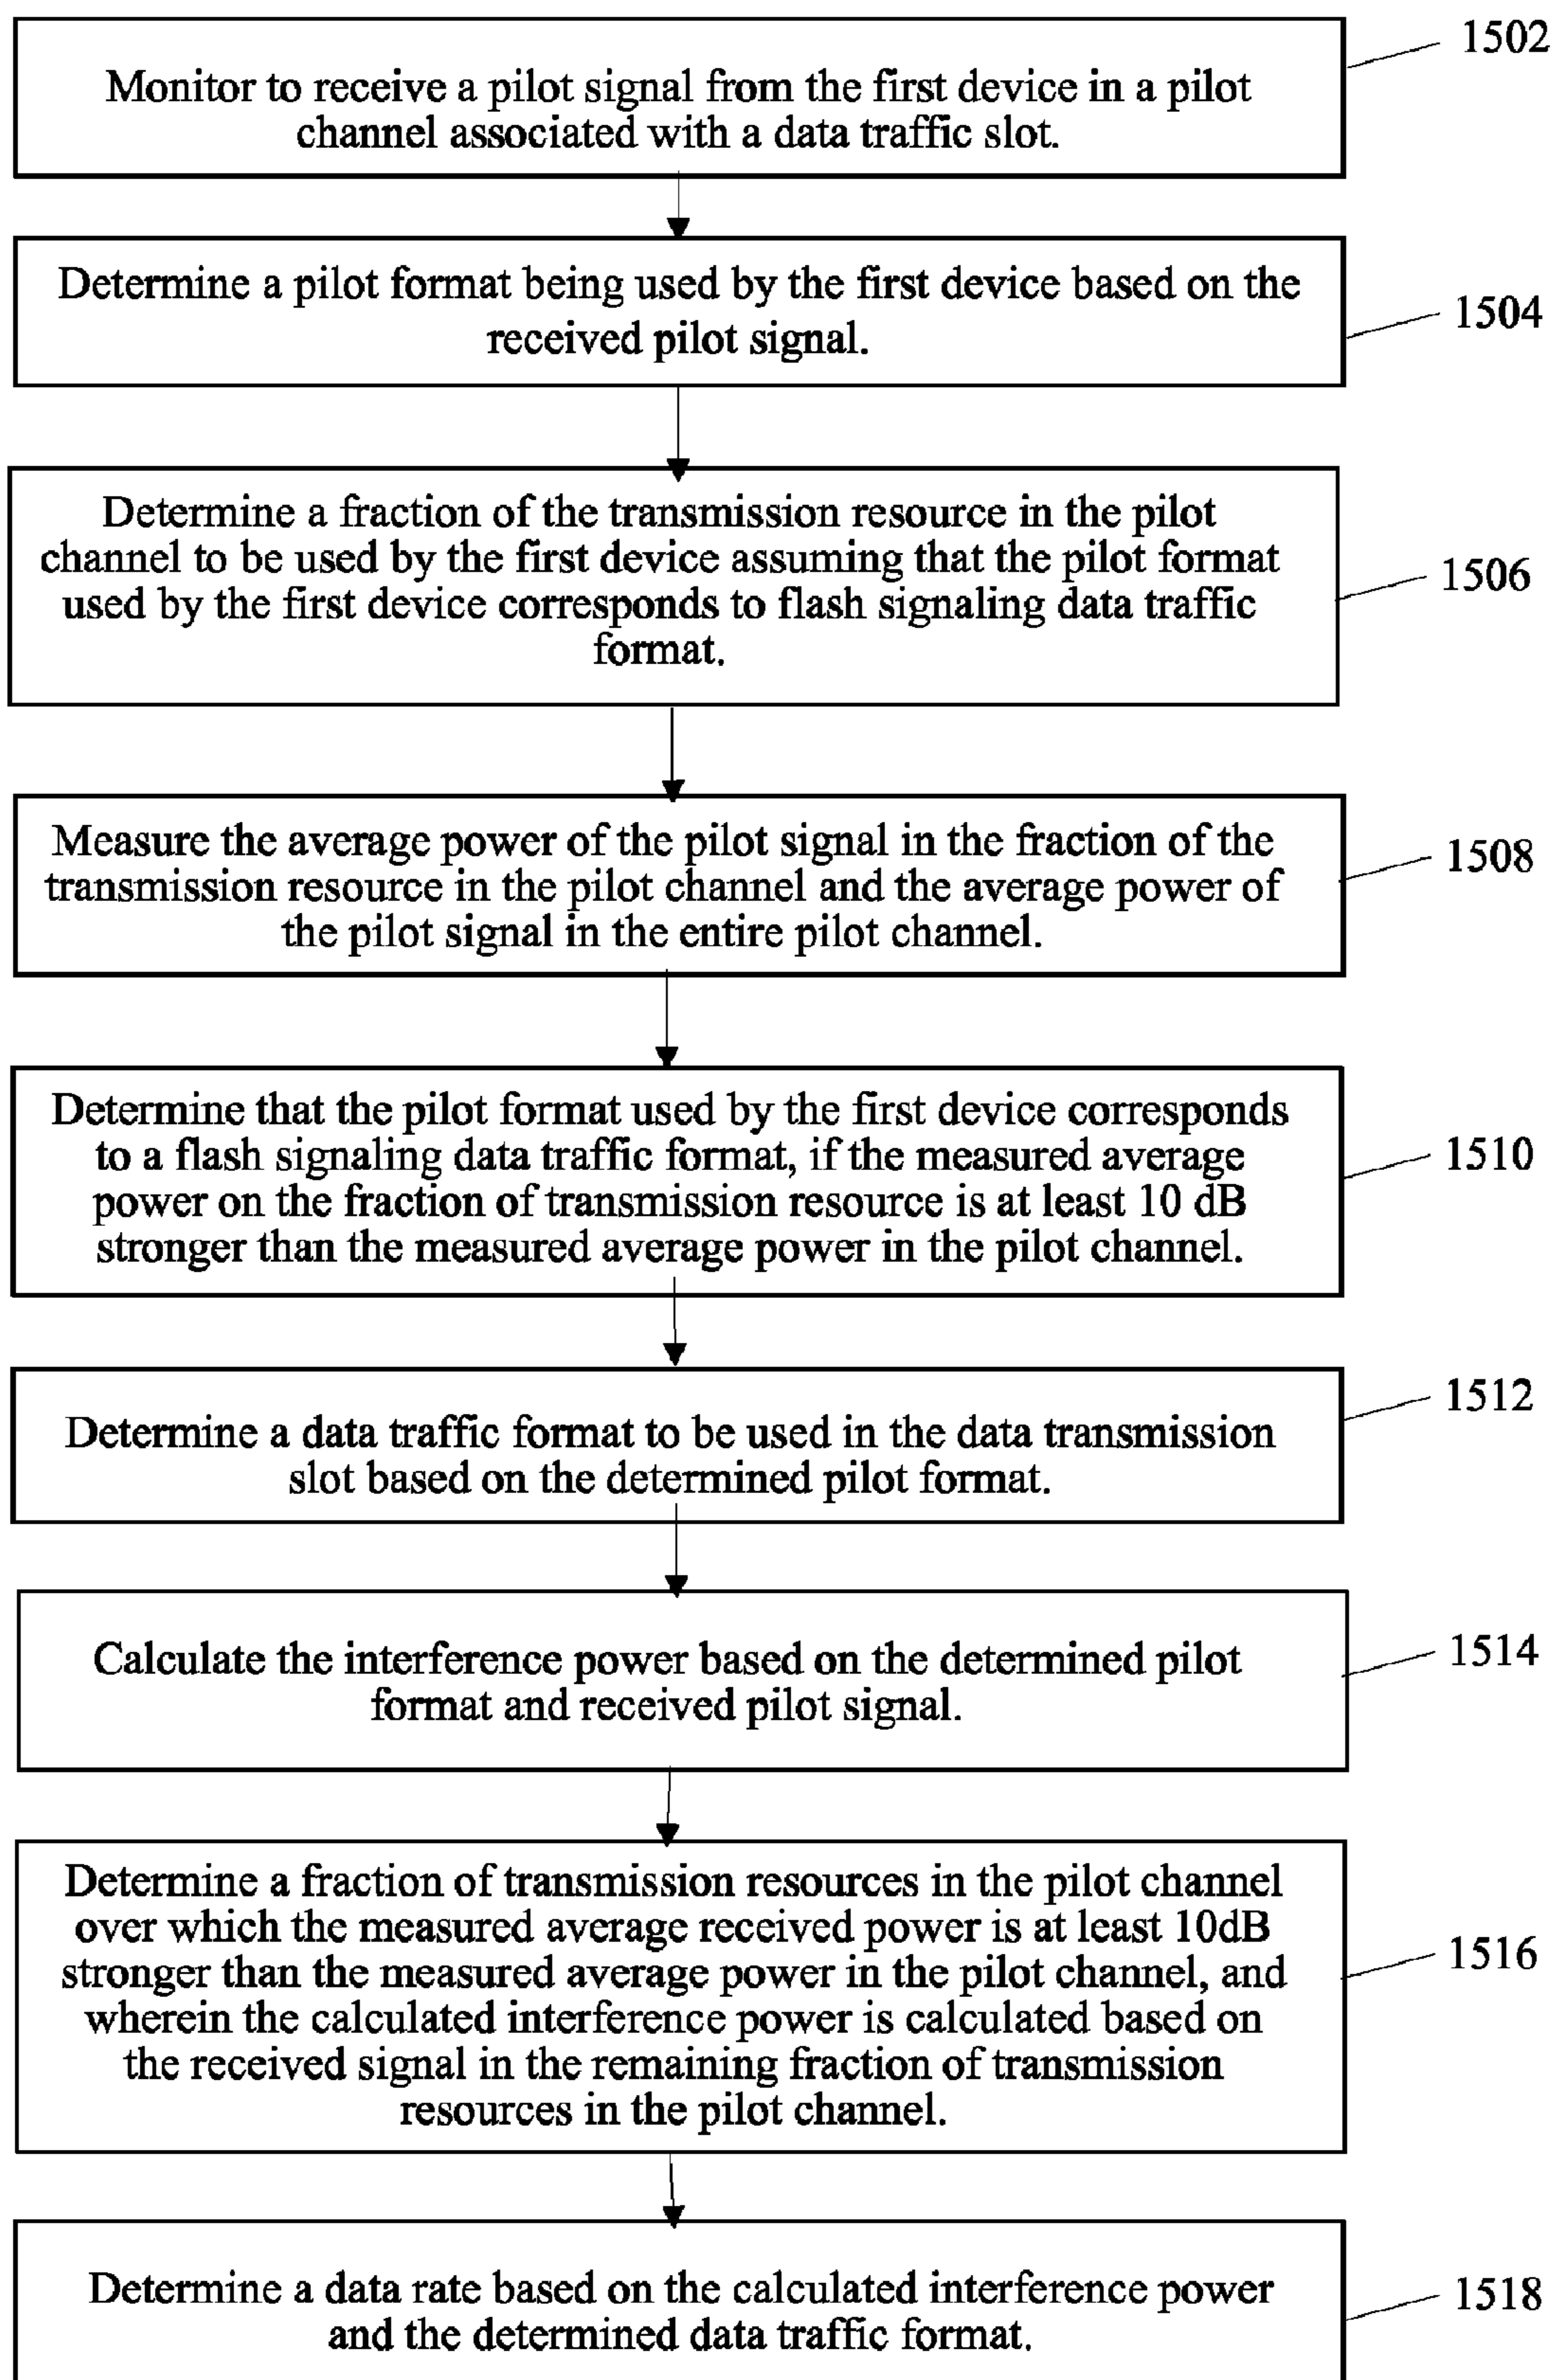 1502
Monitor to receive a pilot signal from the first device in a pilot
channel associated with a data traffic slot.
Determine a pilot format being used by the first device based on the
received pilot signal.
1504
Determine a fraction of the transmission resource in the pilot
channel to be used by the first device assuming that the pilot format
used by the first device corresponds to flash signaling data traffic
format.
1506
Measure the average power of the pilot signal in the fraction of the
transmission resource in the pilot channel and the average power of
the pilot signal in the entire pilot channel.
1508
Determine that the pilot format used by the first device corresponds
to a flash signaling data traffic format, if the measured average
power on the fraction of transmission resource is at least 10 dB
stronger than the measured average power in the pilot channel.
1510
Determine a data traffic format to be used in the data transmission
slot based on the determined pilot format.
1512
Calculate the interference power based on the determined pilot
format and received pilot signal.
1514
Determine a fraction of transmission resources in the pilot channel
over which the measured average received power is at least 10dB
stronger than the measured average power in the pilot channel, and
wherein the calculated interference power is calculated based on
the received signal in the remaining fraction of transmission
resources in the pilot channel.
1516
Determine a data rate based on the calculated interference power
and the determined data traffic format.
1518